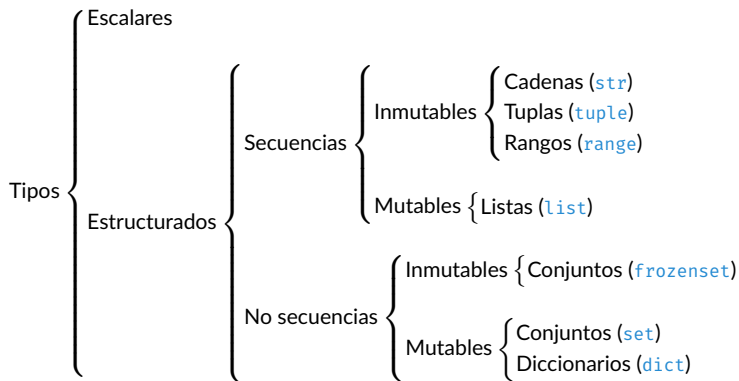 Tipos
Escalares
Estructurados
Secuencias
Inmutables
Cadenas (str)
Tuplas (tuple)
Rangos (range)
Mutables
Listas (list)
No secuencias
Inmutables
Conjuntos (frozenset)
Mutables
Conjuntos (set)
Diccionarios (dict)